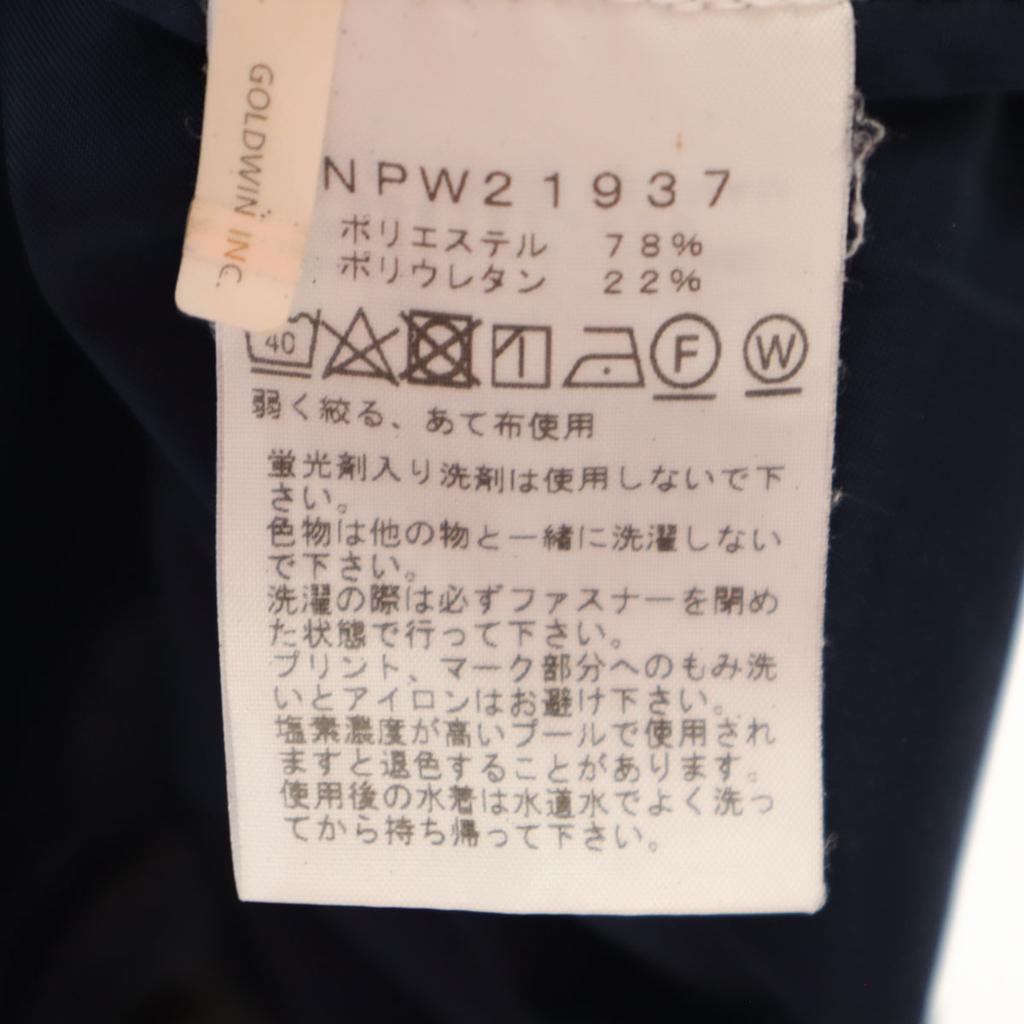 GOLDWIN INC.
NPW21937
ポリエステル 78%
ポリウレタン 22%
40 F W
弱く絞る、あて布使用
蛍光剤入り洗剤は使用しないで下
さい。
色物は他の物と一緒に洗濯しない
で下さい。
洗濯の際は必ずファスナーを閉め
た状態で行って下さい。
プリント、マーク部分へのもみ洗
いとアイロンはお避け下さい。
塩素濃度が高いプールで使用され
ますと退色することがあります。
使用後の水着は水道水でよく洗っ
てから持ち帰って下さい。